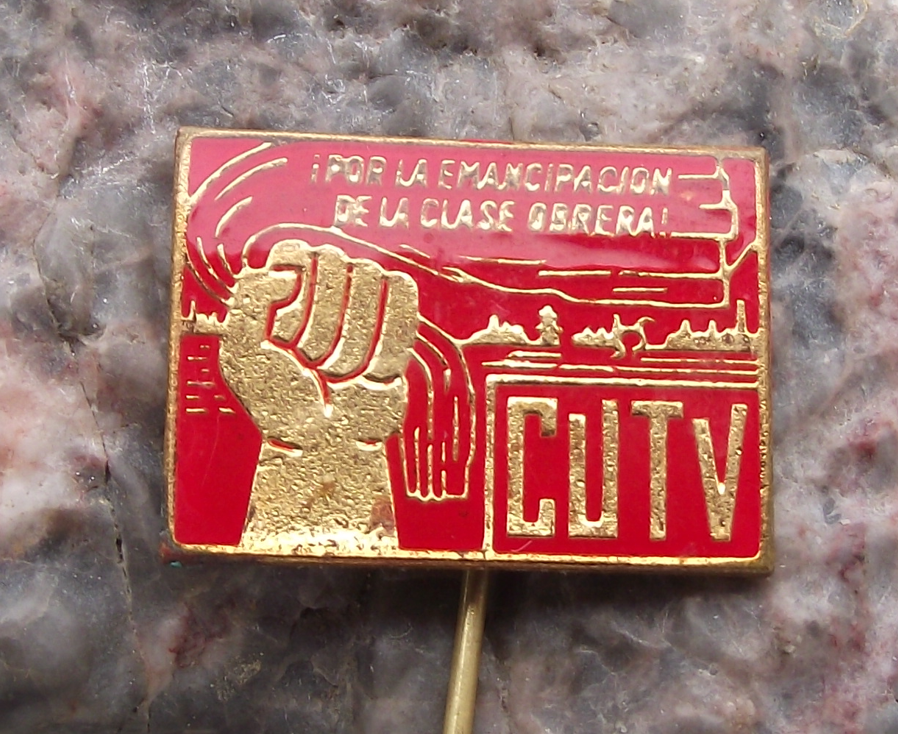 ¡POR LA EMANCIPACION
DE LA CLASE OBRERA!
CUTV